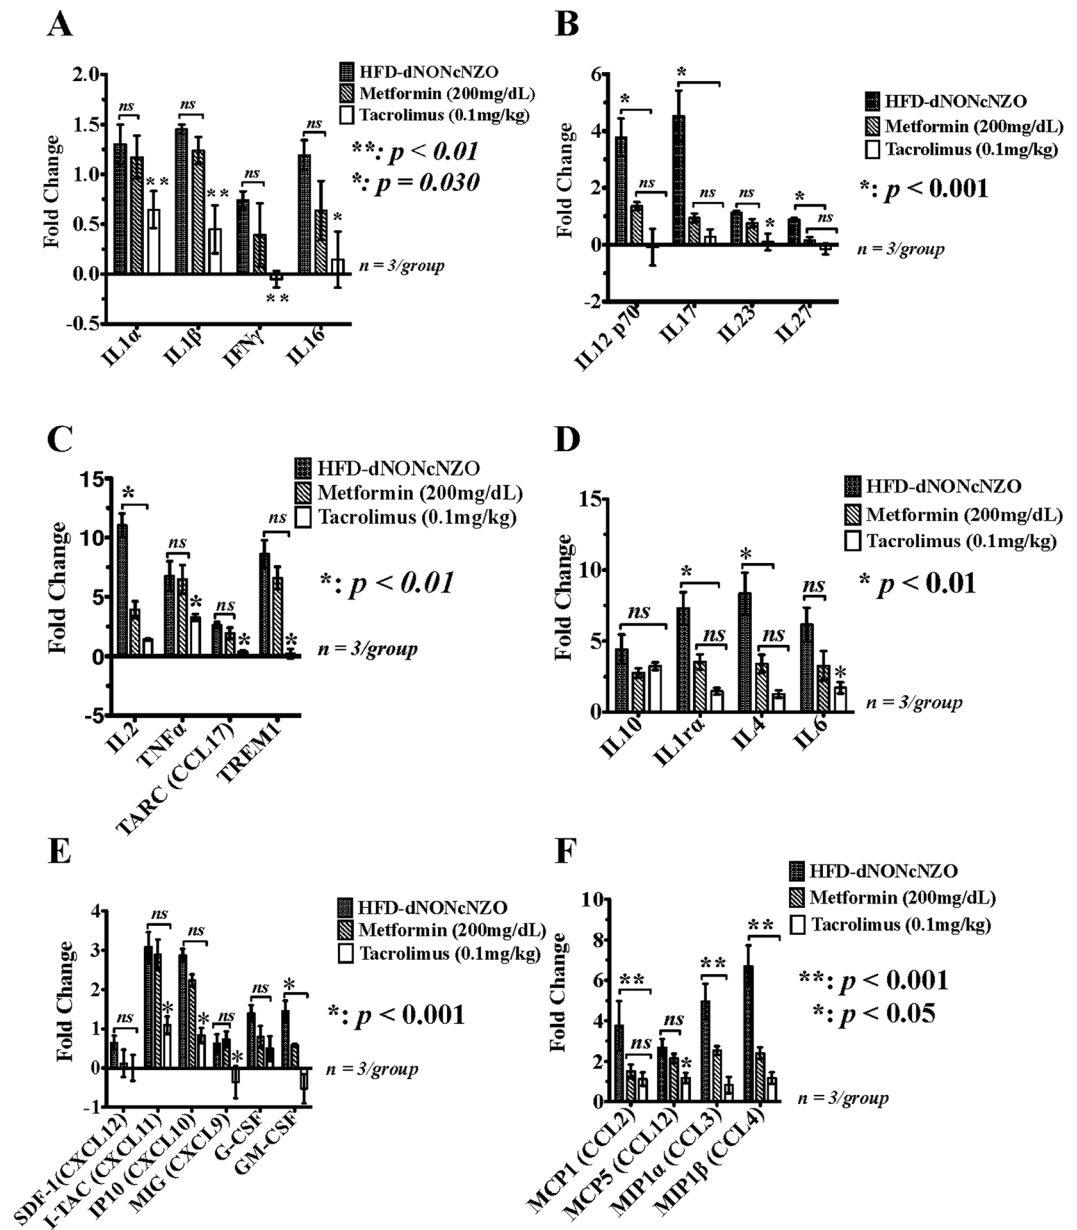 A
HFD-dNONcNZO
Metformin (200mg/dL)
Tacrolimus (0.1mg/kg)
**: p < 0.01
*: p = 0.030
n = 3/group
Fold Change
2.0
1.5
1.0
0.5
0.0
-0.5
ns
ns
ns
ns
**
**
**
*
IL1α
IL1β
IFNγ
IL16
B
HFD-dNONcNZO
Metformin (200mg/dL)
Tacrolimus (0.1mg/kg)
*: p < 0.001
n = 3/group
Fold Change
6
4
2
0
-2
*
*
ns
ns
ns
*
*
ns
IL12 p70
IL17
IL23
IL27
C
HFD-dNONcNZO
Metformin (200mg/dL)
Tacrolimus (0.1mg/kg)
*: p < 0.01
n = 3/group
Fold Change
15
10
5
0
-5
*
ns
*
ns
*
ns
*
IL2
TNFα
TARC (CCL17)
TREM1
D
HFD-dNONcNZO
Metformin (200mg/dL)
Tacrolimus (0.1mg/kg)
* p < 0.01
n = 3/group
Fold Change
15
10
5
0
ns
*
ns
*
ns
ns
*
IL10
IL1rα
IL4
IL6
E
HFD-dNONcNZO
Metformin (200mg/dL)
Tacrolimus (0.1mg/kg)
*: p < 0.001
n = 3/group
Fold Change
4
3
2
1
0
-1
ns
ns
*
ns
*
ns
*
ns
*
SDF-1(CXCL12)
I-TAC (CXCL11)
IP10 (CXCL10)
MIG (CXCL9)
G-CSF
GM-CSF
F
HFD-dNONcNZO
Metformin (200mg/dL)
Tacrolimus (0.1mg/kg)
**: p < 0.001
*: p < 0.05
n = 3/group
Fold Change
10
8
6
4
2
0
**
ns
ns
*
**
**
MCP1 (CCL2)
MCP5 (CCL12)
MIP1α (CCL3)
MIP1β (CCL4)